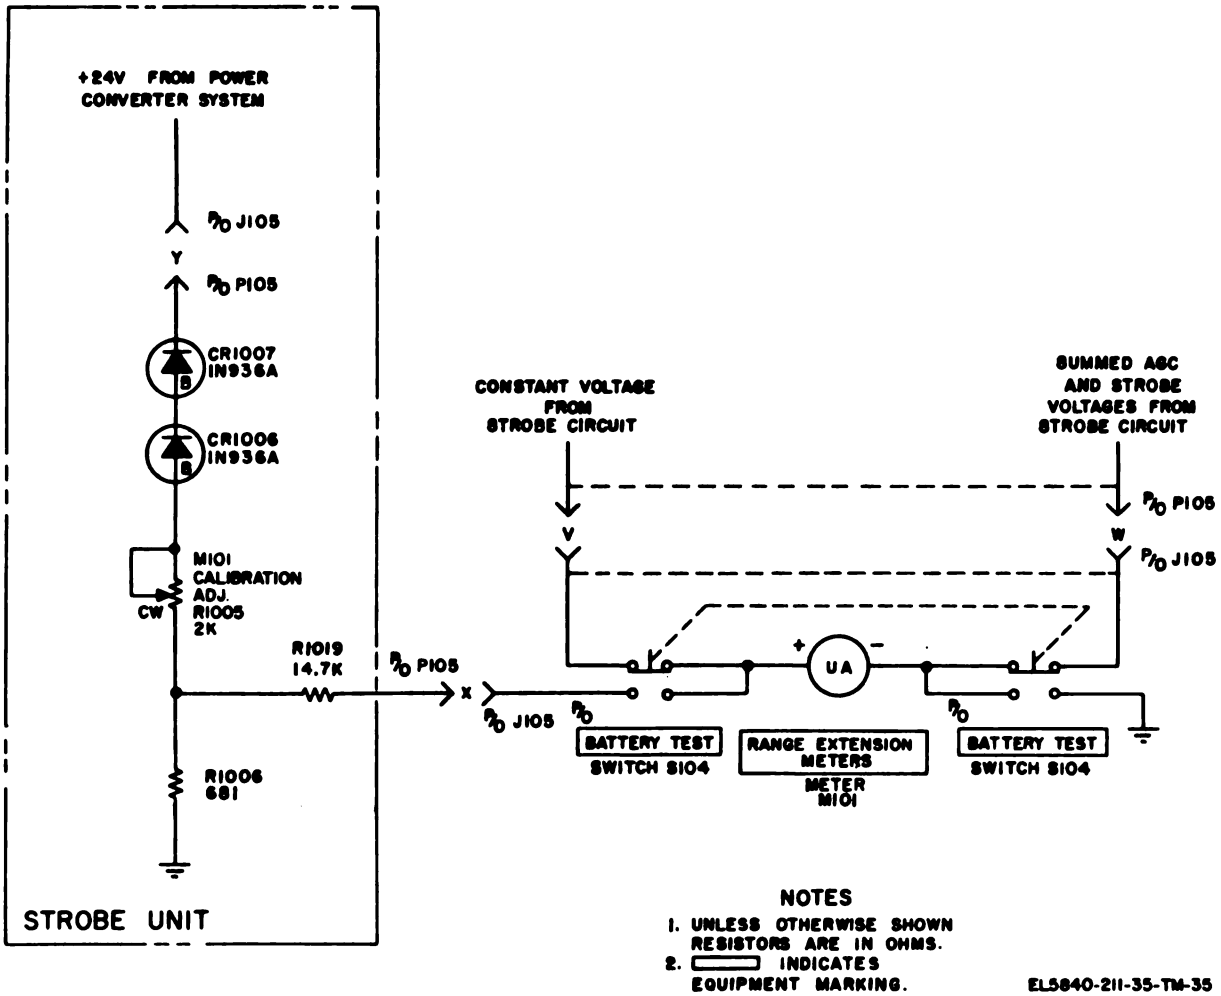 +24V FROM POWER
CONVERTER SYSTEM
P/O J105
Y
P/O P105
CR1007
1N936A
B
CR1006
1N936A
B
M101
CALIBRATION
ADJ.
R1005
2K
CW
R1019
14.7K
R1006
681
STROBE UNIT
P/O P105
X
P/O J105
CONSTANT VOLTAGE
FROM
STROBE CIRCUIT
V
SUMMED AGC
AND STROBE
VOLTAGES FROM
STROBE CIRCUIT
P/O P105
W
P/O J105
+
UA
-
P/O
BATTERY TEST
SWITCH S104
RANGE EXTENSION
METERS
METER
M101
P/O
BATTERY TEST
SWITCH S104
NOTES
1. UNLESS OTHERWISE SHOWN
RESISTORS ARE IN OHMS.
2. INDICATES
EQUIPMENT MARKING.
EL5840-211-35-TM-35